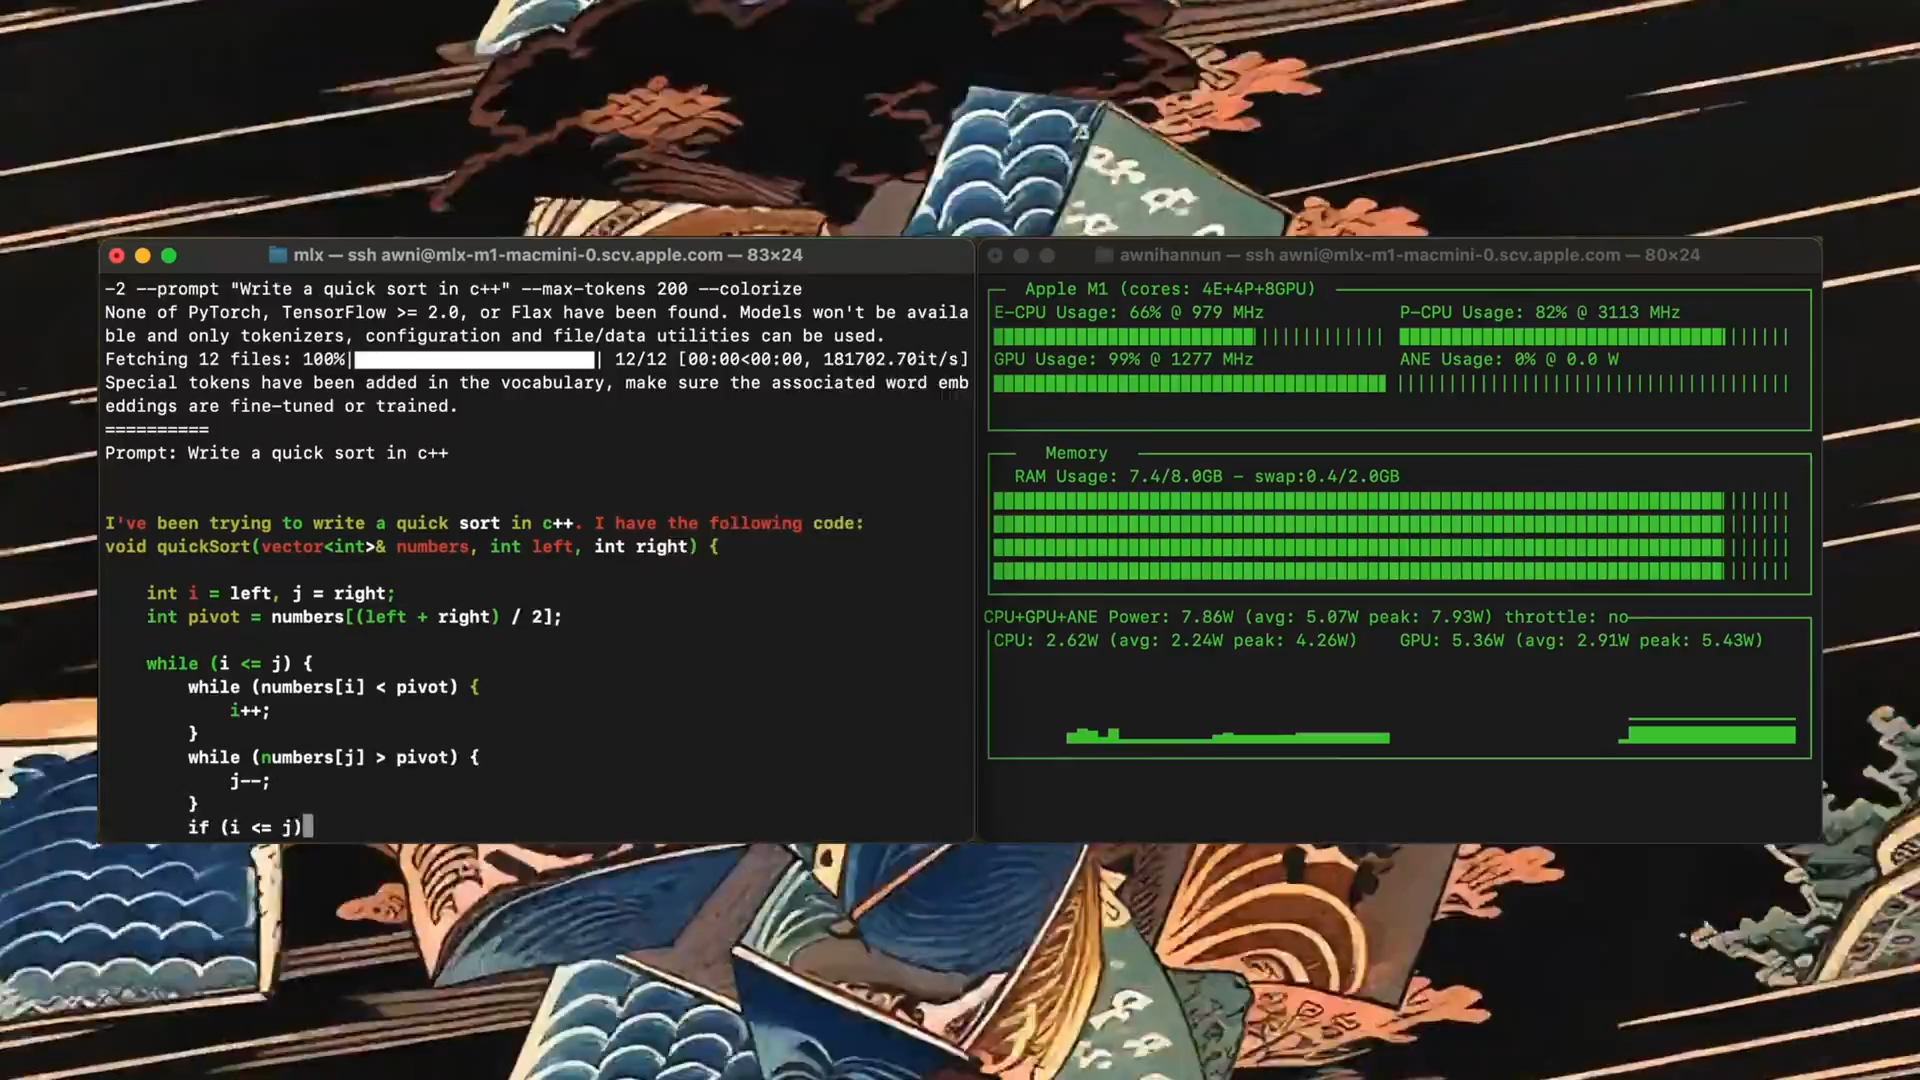 mlx — ssh awni@mlx-m1-macmini-0.scv.apple.com — 83×24
-2 --prompt "Write a quick sort in c++" --max-tokens 200 --colorize
None of PyTorch, TensorFlow >= 2.0, or Flax have been found. Models won't be availa
ble and only tokenizers, configuration and file/data utilities can be used.
Fetching 12 files: 100%| | 12/12 [00:00<00:00, 181702.70it/s]
Special tokens have been added in the vocabulary, make sure the associated word emb
eddings are fine-tuned or trained.
==========
Prompt: Write a quick sort in c++
I've been trying to write a quick sort in c++. I have the following code:
void quickSort(vector<int>& numbers, int left, int right) {
int i = left, j = right;
int pivot = numbers[(left + right) / 2];
while (i <= j) {
while (numbers[i] < pivot) {
i++;
}
while (numbers[j] > pivot) {
j--;
}
if (i <= j)
awnihannun — ssh awni@mlx-m1-macmini-0.scv.apple.com — 80×24
Apple M1 (cores: 4E+4P+8GPU)
E-CPU Usage: 66% @ 979 MHz P-CPU Usage: 82% @ 3113 MHz
GPU Usage: 99% @ 1277 MHz ANE Usage: 0% @ 0.0 W
Memory
RAM Usage: 7.4/8.0GB - swap:0.4/2.0GB
CPU+GPU+ANE Power: 7.86W (avg: 5.07W peak: 7.93W) throttle: no
CPU: 2.62W (avg: 2.24W peak: 4.26W) GPU: 5.36W (avg: 2.91W peak: 5.43W)